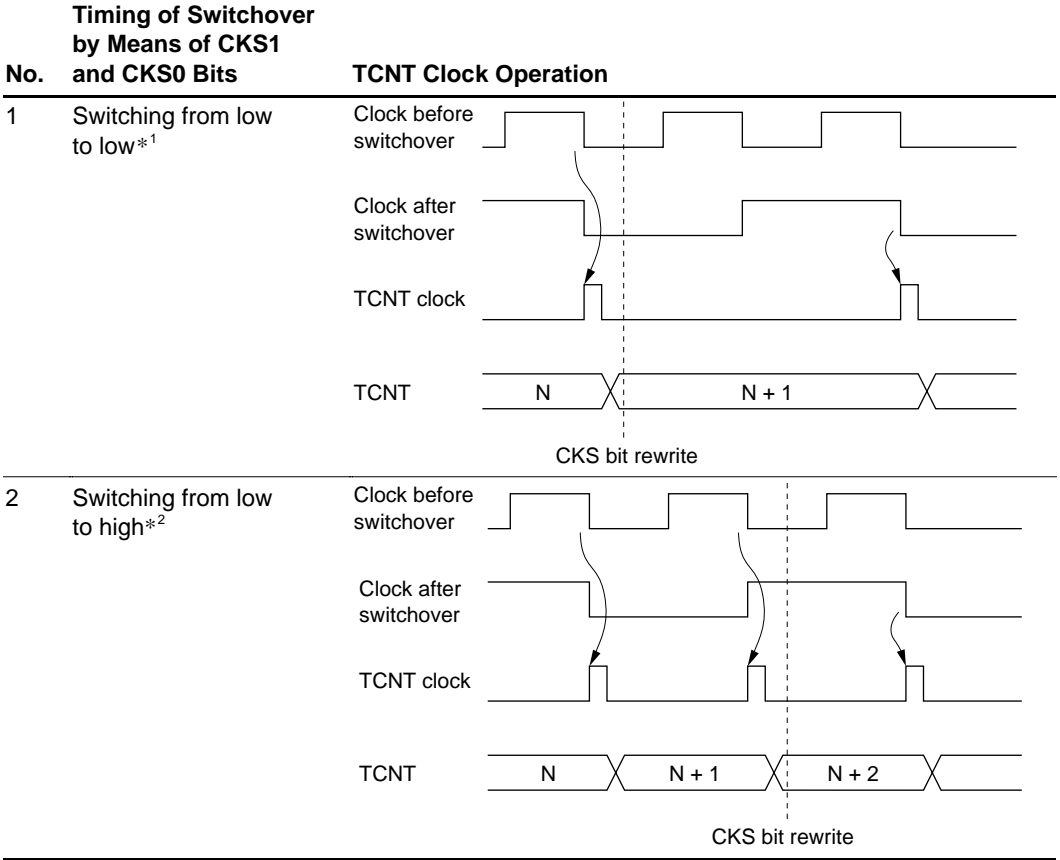 Timing of Switchover
by Means of CKS1
No. and CKS0 Bits TCNT Clock Operation
1 Switching from low
to low*1
Clock before
switchover
Clock after
switchover
TCNT clock
TCNT N N + 1
CKS bit rewrite
2 Switching from low
to high*2
Clock before
switchover
Clock after
switchover
TCNT clock
TCNT N N + 1 N + 2
CKS bit rewrite